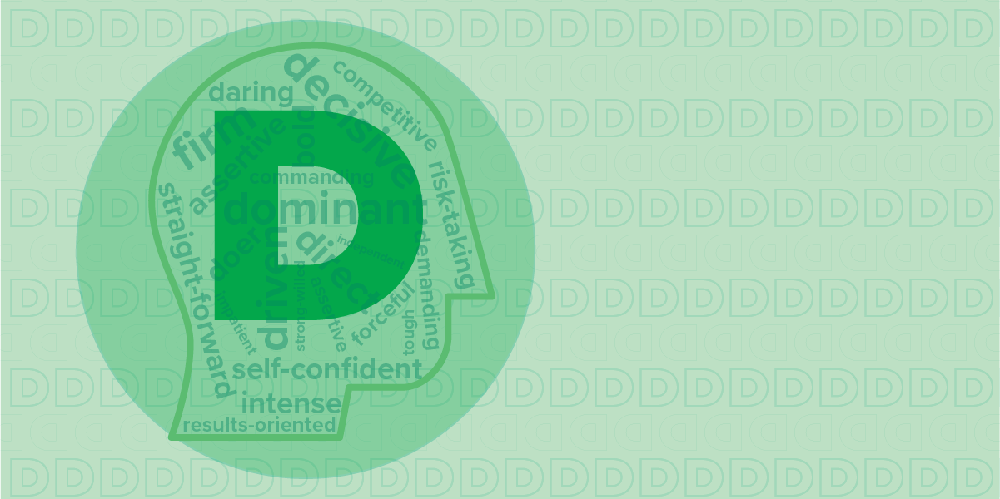 decisive
competitive
daring
firm
bold
assertive
risk-taking
commanding
straight-forward
dominant
D
doer
driven
direct
independent
demanding
impatient
strong-willed
assertive
forceful
tough
self-confident
intense
results-oriented